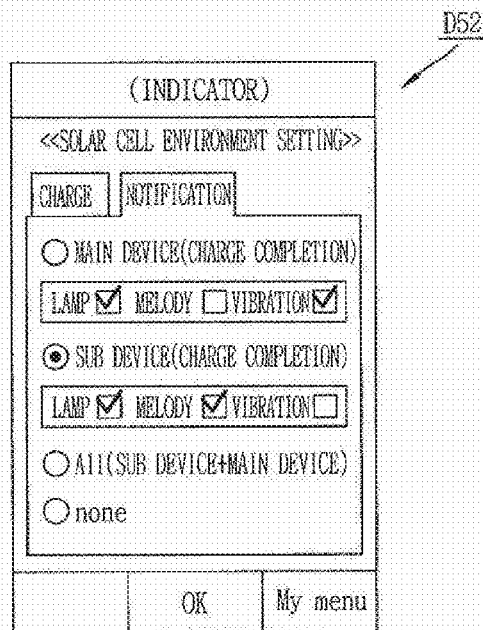 D52
(INDICATOR)
<<SOLAR CELL ENVIRONMENT SETTING>>
CHARGE NOTIFICATION
MAIN DEVICE(CHARGE COMPLETION)
LAMP MELODY VIBRATION
SUB DEVICE(CHARGE COMPLETION)
LAMP MELODY VIBRATION
All(SUB DEVICE+MAIN DEVICE)
none
OK My menu